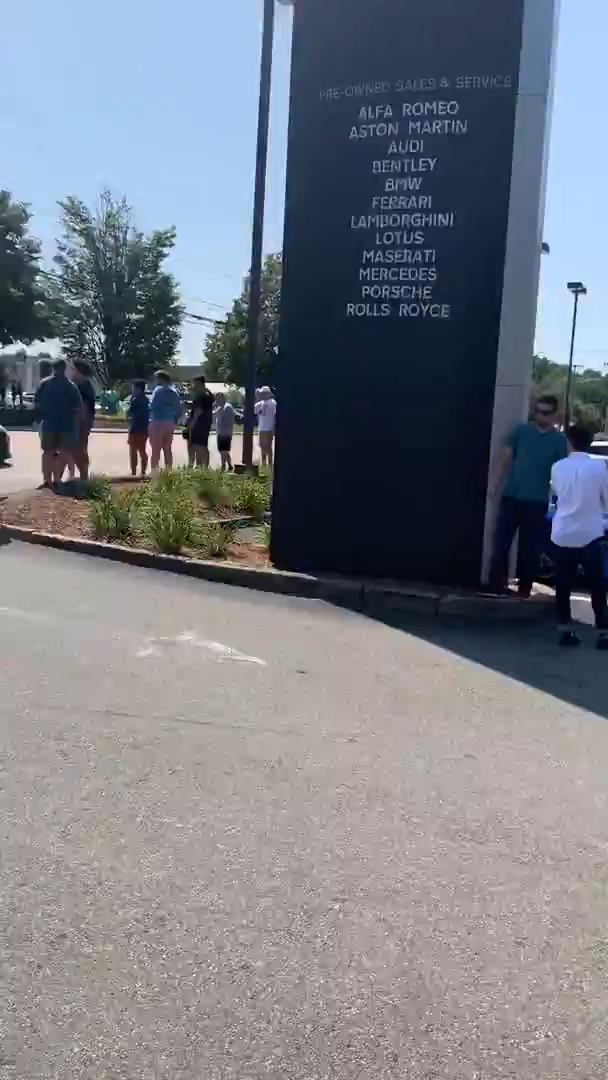 PRE-OWNED SALES & SERVICE
ALFA ROMEO
ASTON MARTIN
AUDI
BENTLEY
BMW
FERRARI
LAMBORGHINI
LOTUS
MASERATI
MERCEDES
PORSCHE
ROLLS ROYCE